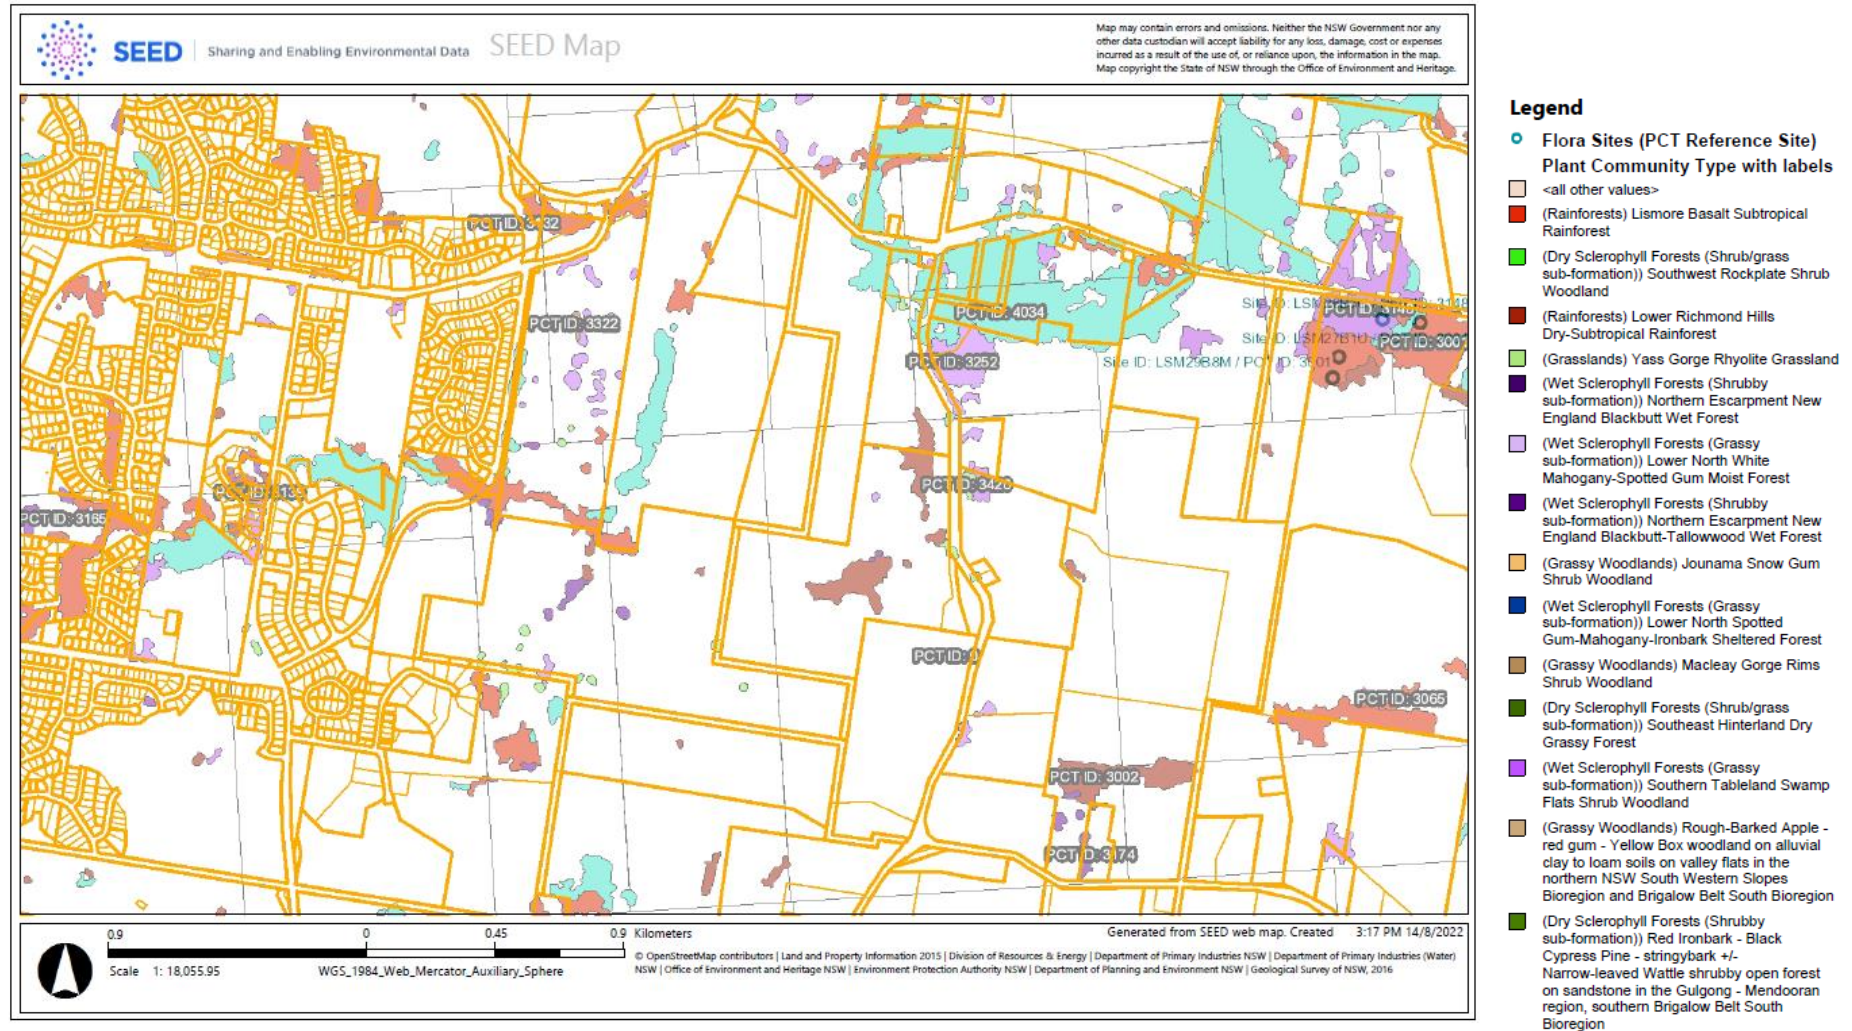 SEED
Sharing and Enabling Environmental Data
SEED Map
Map may contain errors and omissions. Neither the NSW Government nor any
other data custodian will accept liability for any loss, damage, cost or expenses
incurred as a result of the use of, or reliance upon, the information in the map.
Map copyright the State of NSW through the Office of Environment and Heritage.
PCT ID: 3322
PCT ID: 4034
PCT ID: 3252
Site ID: LSM29B8M / PCT ID:
PCT ID: 3001
PCT ID: 3420
PCT ID: 3165
PCT ID:
PCT ID: 3065
PCT ID: 3002
PCT ID: 3174
0.9
0
0.45
0.9 Kilometers
Scale 1: 18,055.95
WGS_1984_Web_Mercator_Auxiliary_Sphere
Generated from SEED web map. Created 3:17 PM 14/8/2022
© OpenStreetMap contributors | Land and Property Information 2015 | Division of Resources & Energy | Department of Primary Industries NSW | Department of Primary Industries (Water)
NSW | Office of Environment and Heritage NSW | Environment Protection Authority NSW | Department of Planning and Environment NSW | Geological Survey of NSW, 2016
Legend
Flora Sites (PCT Reference Site)
Plant Community Type with labels
<all other values>
(Rainforests) Lismore Basalt Subtropical
Rainforest
(Dry Sclerophyll Forests (Shrub/grass
sub-formation)) Southwest Rockplate Shrub
Woodland
(Rainforests) Lower Richmond Hills
Dry-Subtropical Rainforest
(Grasslands) Yass Gorge Rhyolite Grassland
(Wet Sclerophyll Forests (Shrubby
sub-formation)) Northern Escarpment New
England Blackbutt Wet Forest
(Wet Sclerophyll Forests (Grassy
sub-formation)) Lower North White
Mahogany-Spotted Gum Moist Forest
(Wet Sclerophyll Forests (Shrubby
sub-formation)) Northern Escarpment New
England Blackbutt-Tallowwood Wet Forest
(Grassy Woodlands) Jounama Snow Gum
Shrub Woodland
(Wet Sclerophyll Forests (Grassy
sub-formation)) Lower North Spotted
Gum-Mahogany-Ironbark Sheltered Forest
(Grassy Woodlands) Macleay Gorge Rims
Shrub Woodland
(Dry Sclerophyll Forests (Shrub/grass
sub-formation)) Southeast Hinterland Dry
Grassy Forest
(Wet Sclerophyll Forests (Grassy
sub-formation)) Southern Tableland Swamp
Flats Shrub Woodland
(Grassy Woodlands) Rough-Barked Apple -
red gum - Yellow Box woodland on alluvial
clay to loam soils on valley flats in the
northern NSW South Western Slopes
Bioregion and Brigalow Belt South Bioregion
(Dry Sclerophyll Forests (Shrubby
sub-formation)) Red Ironbark - Black
Cypress Pine - stringybark +/-
Narrow-leaved Wattle shrubby open forest
on sandstone in the Gulgong - Mendooran
region, southern Brigalow Belt South
Bioregion